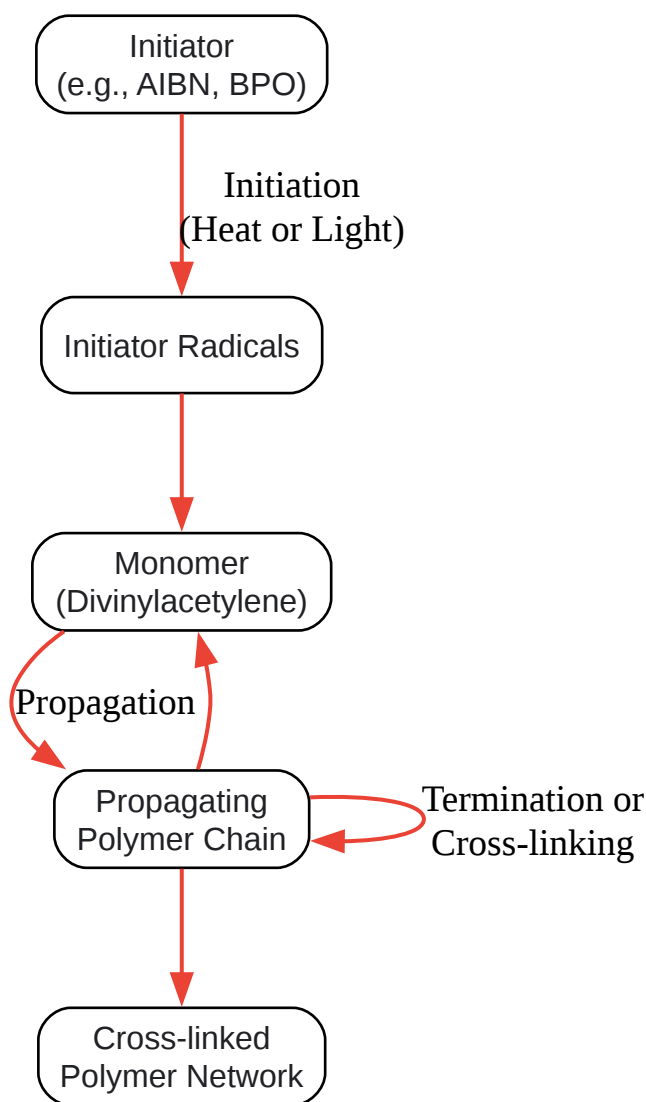 Initiator
(e.g., AIBN, BPO)
Initiation
(Heat or Light)
Initiator Radicals
Monomer
(Divinylacetylene)
Propagation
Propagating
Polymer Chain
Termination or
Cross-linking
Cross-linked
Polymer Network